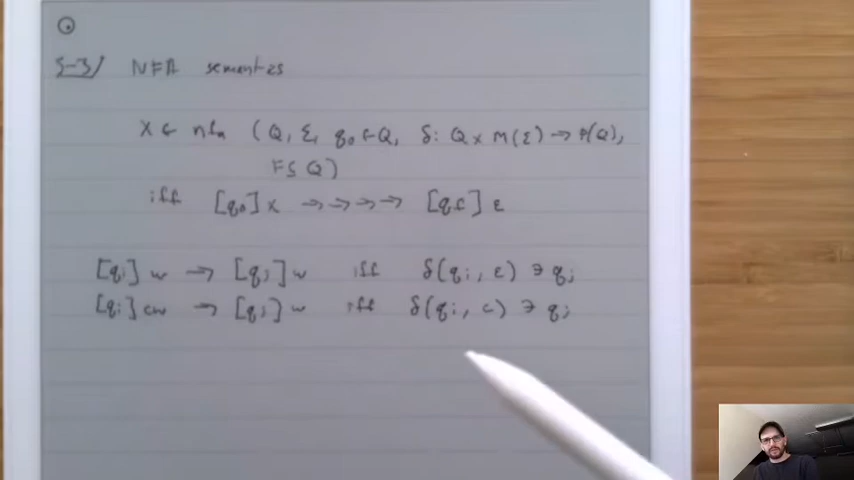 5-3/ NFA semantics
x ∈ nfa (Q, Σ, q₀∈Q, δ: Q x M(Σ) → P(Q),
F ⊆ Q)
iff [q₀] x →→→→ [qf] ε
[qi] w → [qj] w iff δ(qi, ε) ∋ qj
[qi] cw → [qj] w iff δ(qi, c) ∋ qj